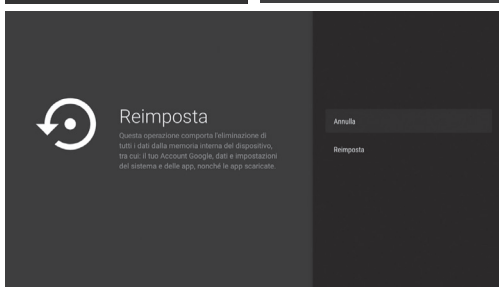 Reimposta
Questa operazione comporta l'eliminazione di
tutti i dati dalla memoria interna del dispositivo,
tra cui: il tuo Account Google, dati e impostazioni
del sistema e delle app, nonché le app scaricate.
Annulla
Reimposta